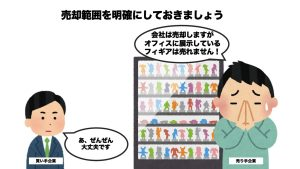 売却範囲を明確にしておきましょう
会社は売却しますが
オフィスに展示している
フィギアは売れません！
あ、ぜんぜん
大丈夫です
買い手企業
売り手企業